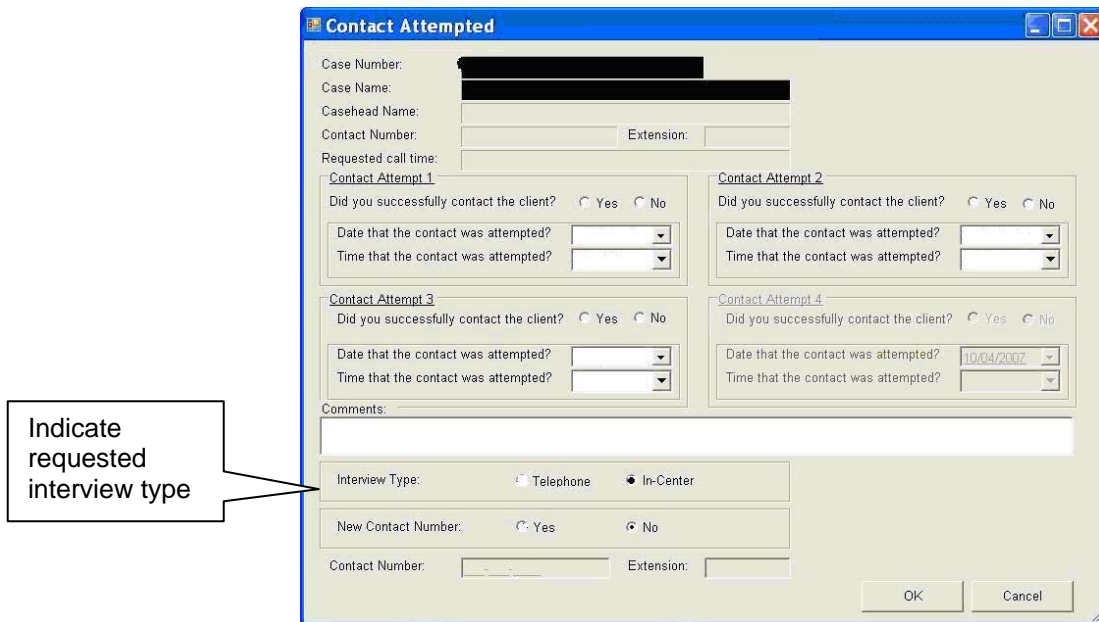 Contact Attempted
Case Number:
Case Name:
Casehead Name:
Contact Number: Extension:
Requested call time:
Contact Attempt 1
Did you successfully contact the client? Yes No
Date that the contact was attempted?
Time that the contact was attempted?
Contact Attempt 2
Did you successfully contact the client? Yes No
Date that the contact was attempted?
Time that the contact was attempted?
Contact Attempt 3
Did you successfully contact the client? Yes No
Date that the contact was attempted?
Time that the contact was attempted?
Contact Attempt 4
Did you successfully contact the client? Yes No
Date that the contact was attempted? 10/04/2007
Time that the contact was attempted?
Comments:
Indicate
requested
interview type
Interview Type: Telephone In-Center
New Contact Number: Yes No
Contact Number: ___-___-____ Extension:
OK Cancel